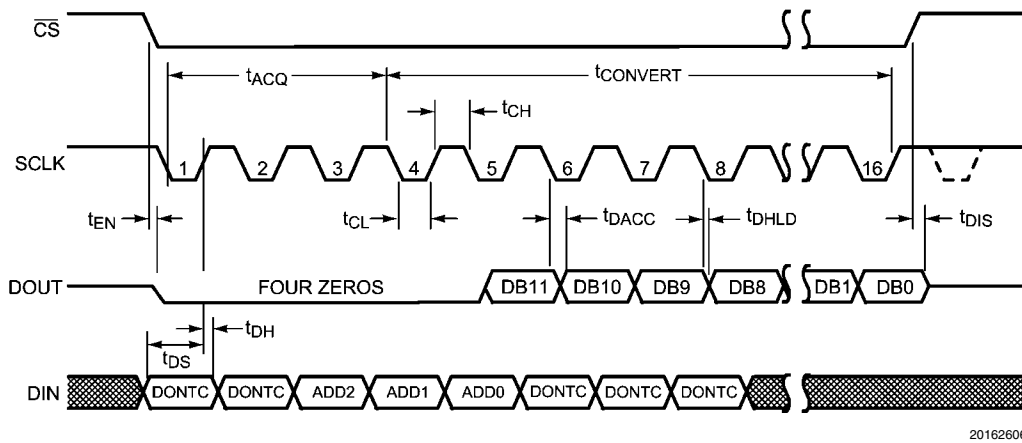 CS
tACQ
tCONVERT
tCH
SCLK
1 2 3 4 5 6 7 8 16
tEN
tCL
tDACC
tDHLD
tDIS
DOUT
FOUR ZEROS
DB11 DB10 DB9 DB8 DB1 DB0
tDH
tDS
DIN
DONTC DONTC ADD2 ADD1 ADD0 DONTC DONTC DONTC
20162606